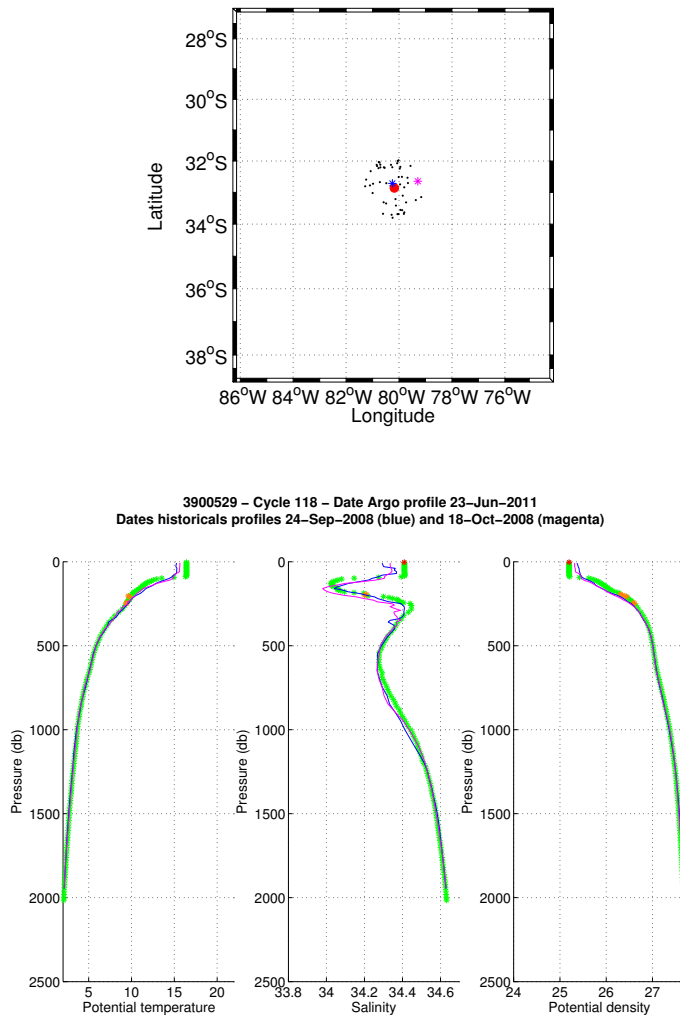 28°S
30°S
32°S
34°S
36°S
38°S
Latitude
86°W 84°W 82°W 80°W 78°W 76°W
Longitude
3900529 − Cycle 118 − Date Argo profile 23−Jun−2011
Dates historicals profiles 24−Sep−2008 (blue) and 18−Oct−2008 (magenta)
0
500
1000
1500
2000
2500
Pressure (db)
5 10 15 20
Potential temperature
0
500
1000
1500
2000
2500
Pressure (db)
33.8 34 34.2 34.4 34.6
Salinity
0
500
1000
1500
2000
2500
Pressure (db)
24 25 26 27
Potential density